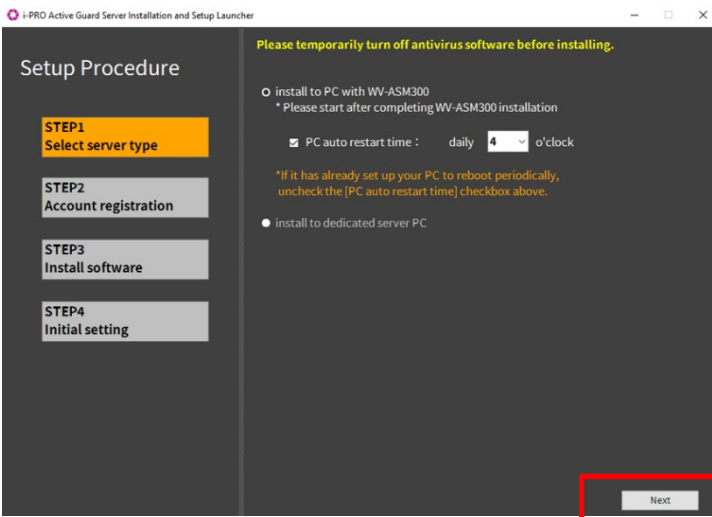 i-PRO Active Guard Server Installation and Setup Launcher
Please temporarily turn off antivirus software before installing.
Setup Procedure
install to PC with WV-ASM300
* Please start after completing WV-ASM300 installation
STEP1
Select server type
PC auto restart time : daily 4 o'clock
*If it has already set up your PC to reboot periodically,
uncheck the [PC auto restart time] checkbox above.
STEP2
Account registration
install to dedicated server PC
STEP3
Install software
STEP4
Initial setting
Next